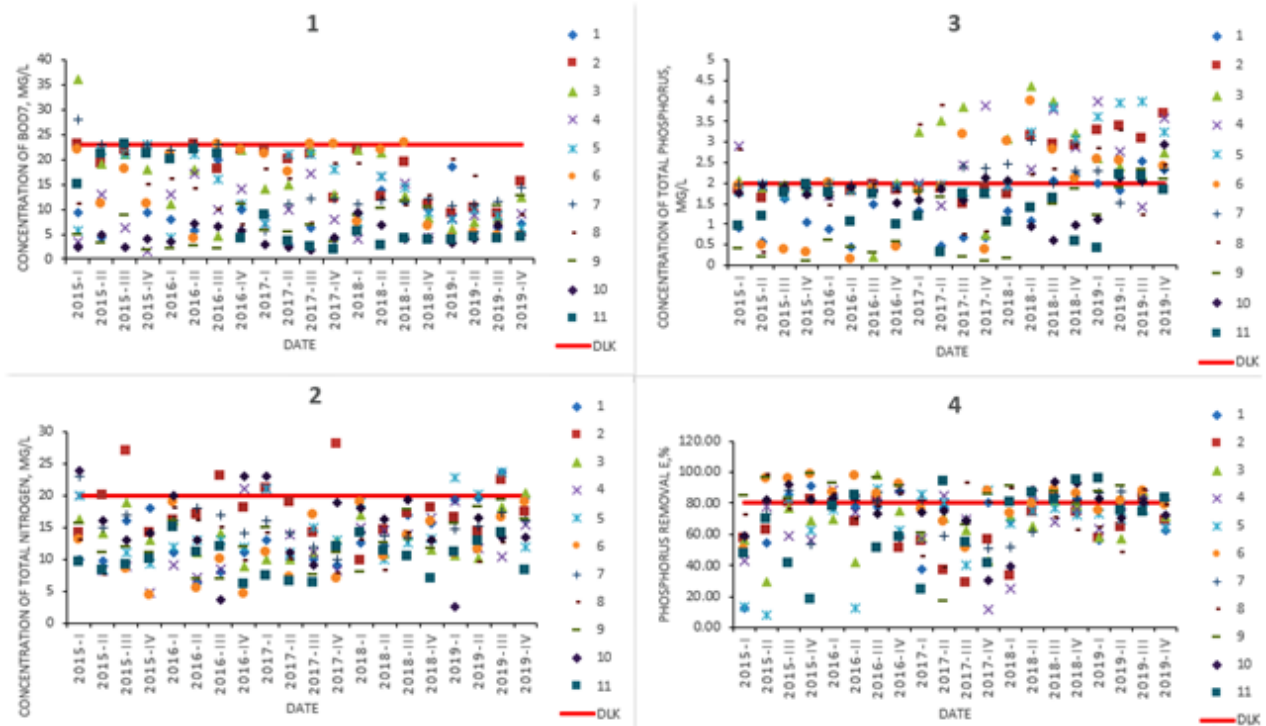 1
CONCENTRATION OF BOD7, MG/L
40
35
30
25
20
15
10
5
0
2015-I
2015-II
2015-III
2015-IV
2016-I
2016-II
2016-III
2016-IV
2017-I
2017-II
2017-III
2017-IV
2018-I
2018-II
2018-III
2018-IV
2019-I
2019-II
2019-III
2019-IV
DATE
1
2
3
4
5
6
7
8
9
10
11
DLK
3
CONCENTRATION OF TOTAL PHOSPHORUS,
MG/L
5
4.5
4
3.5
3
2.5
2
1.5
1
0.5
0
2015-I
2015-II
2015-III
2015-IV
2016-I
2016-II
2016-III
2016-IV
2017-I
2017-II
2017-III
2017-IV
2018-I
2018-II
2018-III
2018-IV
2019-I
2019-II
2019-III
2019-IV
DATE
1
2
3
4
5
6
7
8
9
10
11
DLK
2
CONCENTRATION OF TOTAL NITROGEN, MG/L
30
25
20
15
10
5
0
2015-I
2015-II
2015-III
2015-IV
2016-I
2016-II
2016-III
2016-IV
2017-I
2017-II
2017-III
2017-IV
2018-I
2018-II
2018-III
2018-IV
2019-I
2019-II
2019-III
2019-IV
DATE
1
2
3
4
5
6
7
8
9
10
11
DLK
4
PHOSPHORUS REMOVAL E,%
120.00
100.00
80.00
60.00
40.00
20.00
0.00
2015-I
2015-II
2015-III
2015-IV
2016-I
2016-II
2016-III
2016-IV
2017-I
2017-II
2017-III
2017-IV
2018-I
2018-II
2018-III
2018-IV
2019-I
2019-II
2019-III
2019-IV
DATE
1
2
3
4
5
6
7
8
9
10
11
DLK